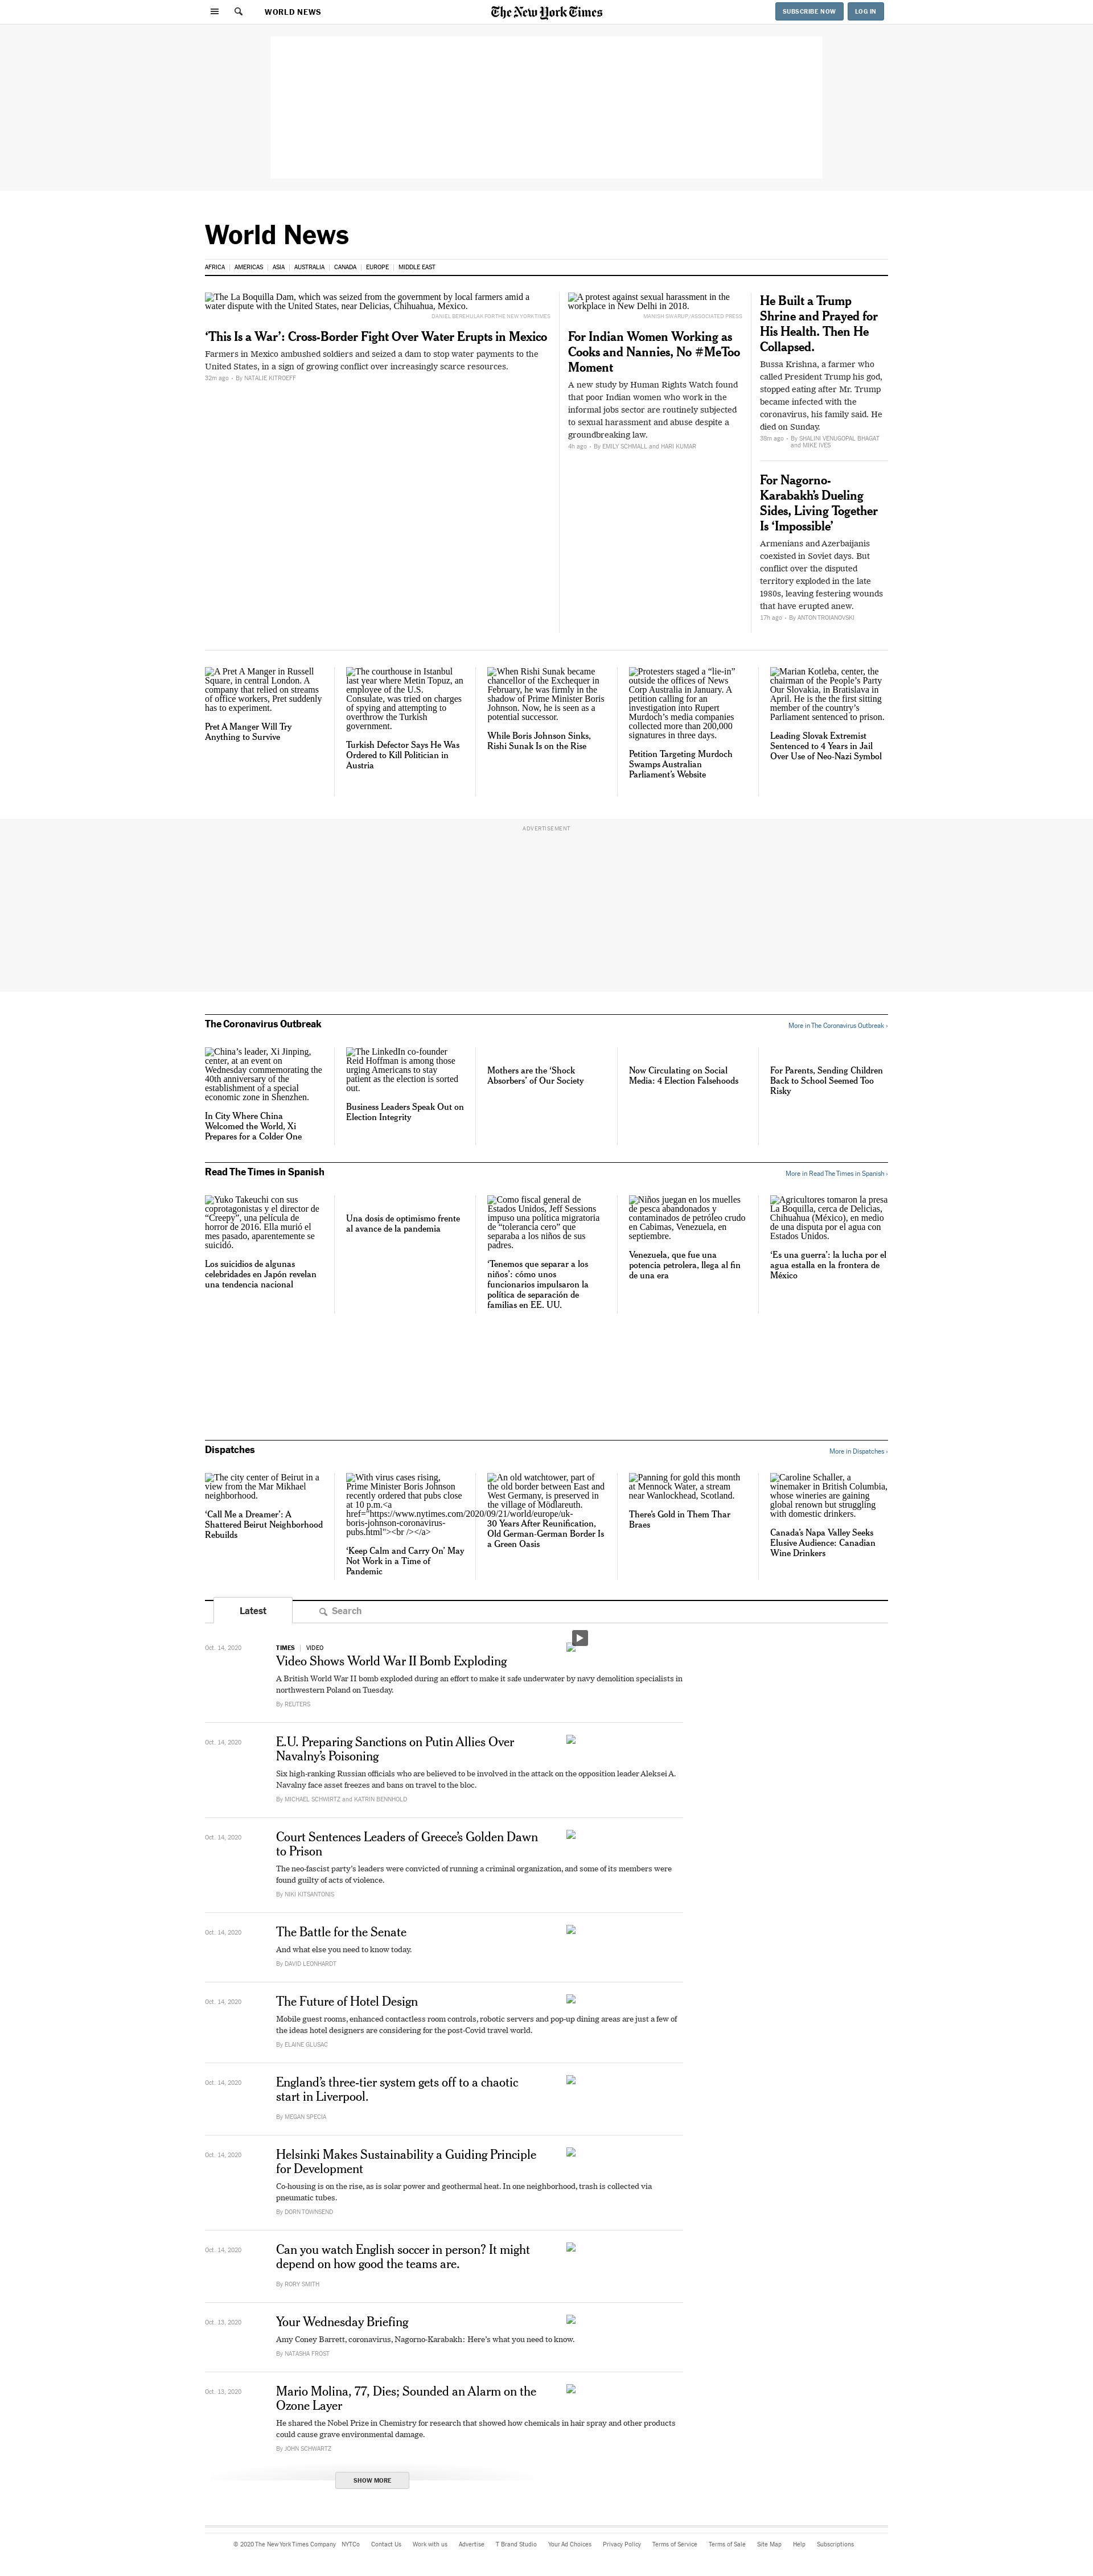 WORLD NEWS
The New York Times
SUBSCRIBE NOW
LOG IN
World News
AFRICA
AMERICAS
ASIA
AUSTRALIA
CANADA
EUROPE
MIDDLE EAST
The La Boquilla Dam, which was seized from the government by local farmers amid a
water dispute with the United States, near Delicias, Chihuahua, Mexico.
DANIEL BEREHULAK FOR THE NEW YORK TIMES
‘This Is a War’: Cross-Border Fight Over Water Erupts in Mexico
Farmers in Mexico ambushed soldiers and seized a dam to stop water payments to the
United States, in a sign of growing conflict over increasingly scarce resources.
32m ago
By NATALIE KITROEFF
A protest against sexual harassment in the
workplace in New Delhi in 2018.
MANISH SWARUP/ASSOCIATED PRESS
For Indian Women Working as
Cooks and Nannies, No #MeToo
Moment
A new study by Human Rights Watch found
that poor Indian women who work in the
informal jobs sector are routinely subjected
to sexual harassment and abuse despite a
groundbreaking law.
4h ago
By EMILY SCHMALL and HARI KUMAR
He Built a Trump
Shrine and Prayed for
His Health. Then He
Collapsed.
Bussa Krishna, a farmer who
called President Trump his god,
stopped eating after Mr. Trump
became infected with the
coronavirus, his family said. He
died on Sunday.
38m ago
By SHALINI VENUGOPAL BHAGAT
and MIKE IVES
For Nagorno-
Karabakh’s Dueling
Sides, Living Together
Is ‘Impossible’
Armenians and Azerbaijanis
coexisted in Soviet days. But
conflict over the disputed
territory exploded in the late
1980s, leaving festering wounds
that have erupted anew.
17h ago
By ANTON TROIANOVSKI
A Pret A Manger in Russell
Square, in central London. A
company that relied on streams
of office workers, Pret suddenly
has to experiment.
Pret A Manger Will Try
Anything to Survive
The courthouse in Istanbul
last year where Metin Topuz, an
employee of the U.S.
Consulate, was tried on charges
of spying and attempting to
overthrow the Turkish
government.
Turkish Defector Says He Was
Ordered to Kill Politician in
Austria
When Rishi Sunak became
chancellor of the Exchequer in
February, he was firmly in the
shadow of Prime Minister Boris
Johnson. Now, he is seen as a
potential successor.
While Boris Johnson Sinks,
Rishi Sunak Is on the Rise
Protesters staged a “lie-in”
outside the offices of News
Corp Australia in January. A
petition calling for an
investigation into Rupert
Murdoch’s media companies
collected more than 200,000
signatures in three days.
Petition Targeting Murdoch
Swamps Australian
Parliament’s Website
Marian Kotleba, center, the
chairman of the People’s Party
Our Slovakia, in Bratislava in
April. He is the the first sitting
member of the country’s
Parliament sentenced to prison.
Leading Slovak Extremist
Sentenced to 4 Years in Jail
Over Use of Neo-Nazi Symbol
ADVERTISEMENT
The Coronavirus Outbreak
More in The Coronavirus Outbreak ›
China’s leader, Xi Jinping,
center, at an event on
Wednesday commemorating the
40th anniversary of the
establishment of a special
economic zone in Shenzhen.
In City Where China
Welcomed the World, Xi
Prepares for a Colder One
The LinkedIn co-founder
Reid Hoffman is among those
urging Americans to stay
patient as the election is sorted
out.
Business Leaders Speak Out on
Election Integrity
Mothers are the ‘Shock
Absorbers’ of Our Society
Now Circulating on Social
Media: 4 Election Falsehoods
For Parents, Sending Children
Back to School Seemed Too
Risky
Read The Times in Spanish
More in Read The Times in Spanish ›
Yuko Takeuchi con sus
coprotagonistas y el director de
“Creepy”, una película de
horror de 2016. Ella murió el
mes pasado, aparentemente se
suicidó.
Los suicidios de algunas
celebridades en Japón revelan
una tendencia nacional
Una dosis de optimismo frente
al avance de la pandemia
Como fiscal general de
Estados Unidos, Jeff Sessions
impuso una política migratoria
de “tolerancia cero” que
separaba a los niños de sus
padres.
‘Tenemos que separar a los
niños’: cómo unos
funcionarios impulsaron la
política de separación de
familias en EE. UU.
Niños juegan en los muelles
de pesca abandonados y
contaminados de petróleo crudo
en Cabimas, Venezuela, en
septiembre.
Venezuela, que fue una
potencia petrolera, llega al fin
de una era
Agricultores tomaron la presa
La Boquilla, cerca de Delicias,
Chihuahua (México), en medio
de una disputa por el agua con
Estados Unidos.
‘Es una guerra’: la lucha por el
agua estalla en la frontera de
México
Dispatches
More in Dispatches ›
The city center of Beirut in a
view from the Mar Mikhael
neighborhood.
‘Call Me a Dreamer’: A
Shattered Beirut Neighborhood
Rebuilds
With virus cases rising,
Prime Minister Boris Johnson
recently ordered that pubs close
at 10 p.m.<a
href="https://www.nytimes.com/2020/09/21/world/europe/uk-
boris-johnson-coronavirus-
pubs.html"><br /></a>
‘Keep Calm and Carry On’ May
Not Work in a Time of
Pandemic
An old watchtower, part of
the old border between East and
West Germany, is preserved in
the village of Mödlareuth.
30 Years After Reunification,
Old German-German Border Is
a Green Oasis
Panning for gold this month
at Mennock Water, a stream
near Wanlockhead, Scotland.
There’s Gold in Them Thar
Braes
Caroline Schaller, a
winemaker in British Columbia,
whose wineries are gaining
global renown but struggling
with domestic drinkers.
Canada’s Napa Valley Seeks
Elusive Audience: Canadian
Wine Drinkers
Latest
Search
Oct. 14, 2020
TIMES
VIDEO
Video Shows World War II Bomb Exploding
A British World War II bomb exploded during an effort to make it safe underwater by navy demolition specialists in
northwestern Poland on Tuesday.
By REUTERS
Oct. 14, 2020
E.U. Preparing Sanctions on Putin Allies Over
Navalny’s Poisoning
Six high-ranking Russian officials who are believed to be involved in the attack on the opposition leader Aleksei A.
Navalny face asset freezes and bans on travel to the bloc.
By MICHAEL SCHWIRTZ and KATRIN BENNHOLD
Oct. 14, 2020
Court Sentences Leaders of Greece’s Golden Dawn
to Prison
The neo-fascist party’s leaders were convicted of running a criminal organization, and some of its members were
found guilty of acts of violence.
By NIKI KITSANTONIS
Oct. 14, 2020
The Battle for the Senate
And what else you need to know today.
By DAVID LEONHARDT
Oct. 14, 2020
The Future of Hotel Design
Mobile guest rooms, enhanced contactless room controls, robotic servers and pop-up dining areas are just a few of
the ideas hotel designers are considering for the post-Covid travel world.
By ELAINE GLUSAC
Oct. 14, 2020
England’s three-tier system gets off to a chaotic
start in Liverpool.
By MEGAN SPECIA
Oct. 14, 2020
Helsinki Makes Sustainability a Guiding Principle
for Development
Co-housing is on the rise, as is solar power and geothermal heat. In one neighborhood, trash is collected via
pneumatic tubes.
By DORN TOWNSEND
Oct. 14, 2020
Can you watch English soccer in person? It might
depend on how good the teams are.
By RORY SMITH
Oct. 13, 2020
Your Wednesday Briefing
Amy Coney Barrett, coronavirus, Nagorno-Karabakh: Here’s what you need to know.
By NATASHA FROST
Oct. 13, 2020
Mario Molina, 77, Dies; Sounded an Alarm on the
Ozone Layer
He shared the Nobel Prize in Chemistry for research that showed how chemicals in hair spray and other products
could cause grave environmental damage.
By JOHN SCHWARTZ
SHOW MORE
© 2020 The New York Times Company
NYTCo
Contact Us
Work with us
Advertise
T Brand Studio
Your Ad Choices
Privacy Policy
Terms of Service
Terms of Sale
Site Map
Help
Subscriptions